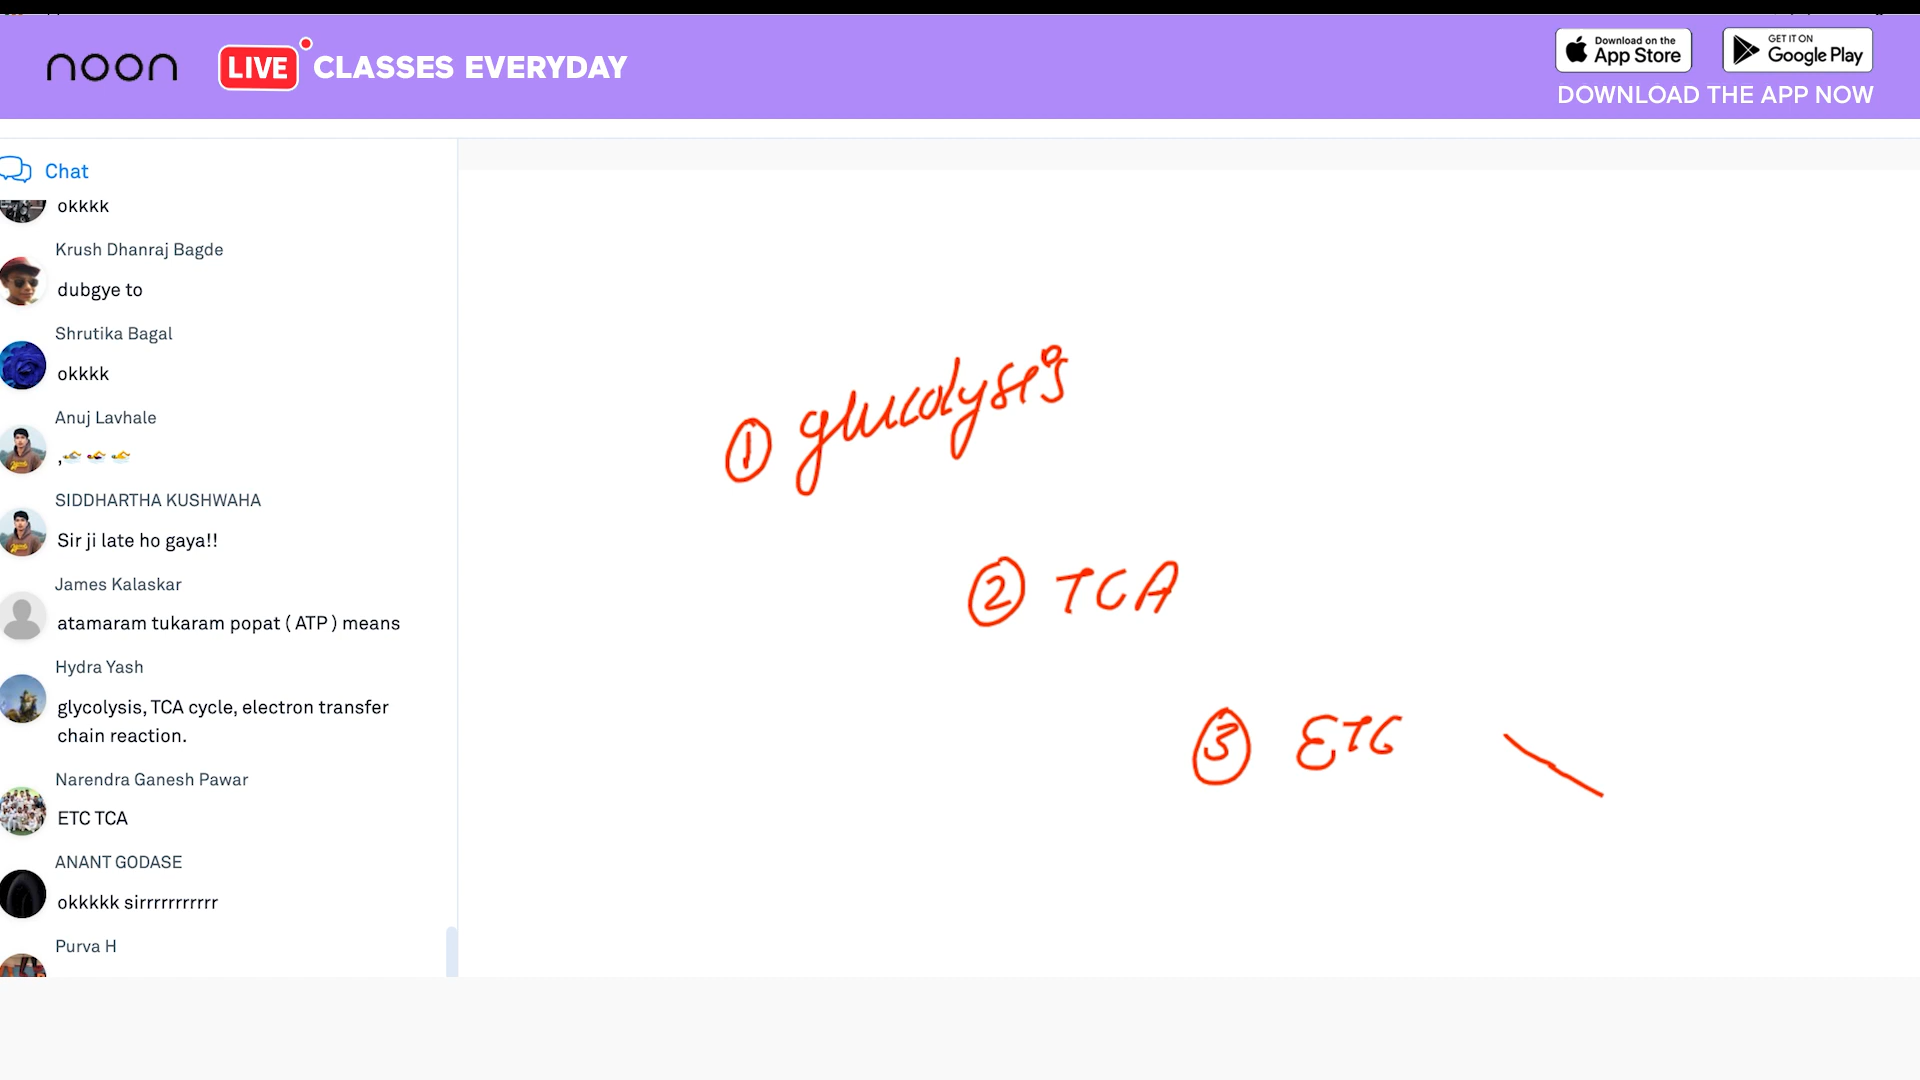 noon LIVE CLASSES EVERYDAY
Download on the
App Store
GET IT ON
Google Play
DOWNLOAD THE APP NOW
Chat
okkkk
Krush Dhanraj Bagde
dubgye to
Shrutika Bagal
okkkk
Anuj Lavhale
,🏊🏊🏊
SIDDHARTHA KUSHWAHA
Sir ji late ho gaya!!
James Kalaskar
atamaram tukaram popat ( ATP ) means
Hydra Yash
glycolysis, TCA cycle, electron transfer
chain reaction.
Narendra Ganesh Pawar
ETC TCA
ANANT GODASE
okkkkk sirrrrrrrrrrr
Purva H
① glucolysis
② TCA
③ ETC